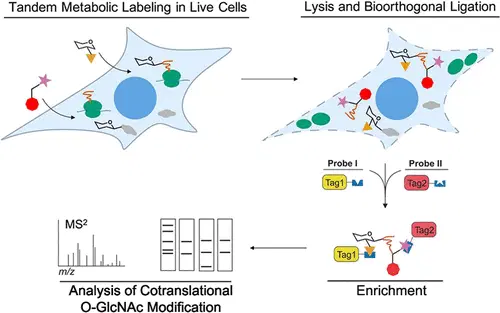 Tandem Metabolic Labeling in Live Cells
Lysis and Bioorthogonal Ligation
Probe I
Probe II
Tag1
Tag2
MS²
m/z
Tag2
Tag1
Analysis of Cotranslational
O-GlcNAc Modification
Enrichment